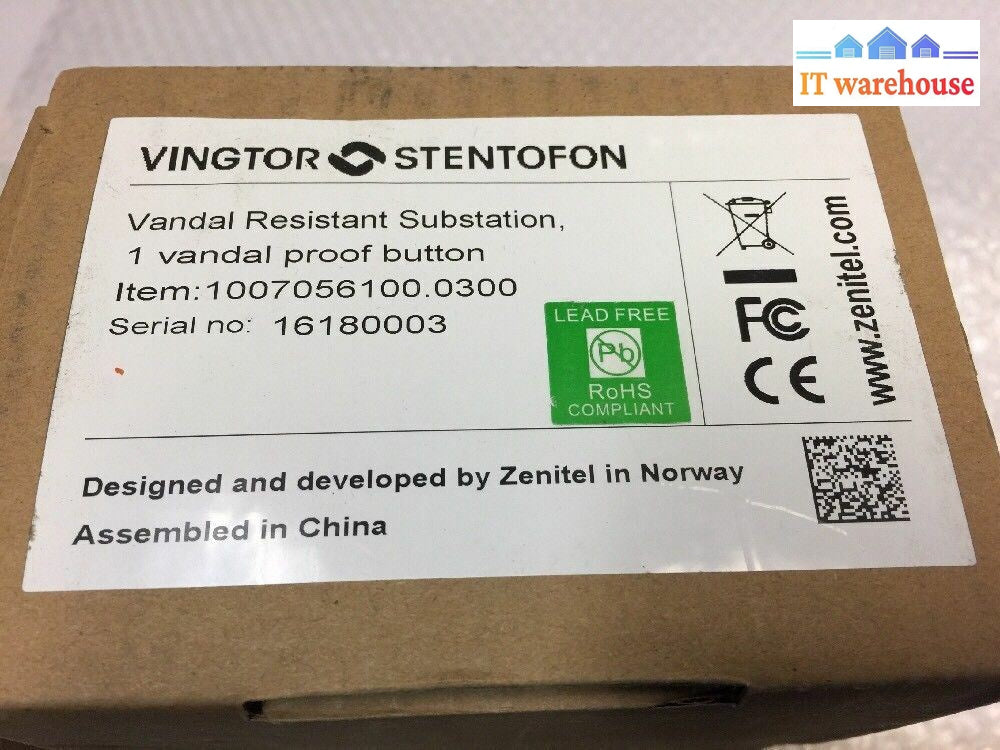 IT warehouse
VINGTOR STENTOFON
Vandal Resistant Substation,
1 vandal proof button
Item:1007056100.0300
Serial no: 16180003
LEAD FREE
Pb
RoHS
COMPLIANT
FC
CE
www.zenitel.com
Designed and developed by Zenitel in Norway
Assembled in China